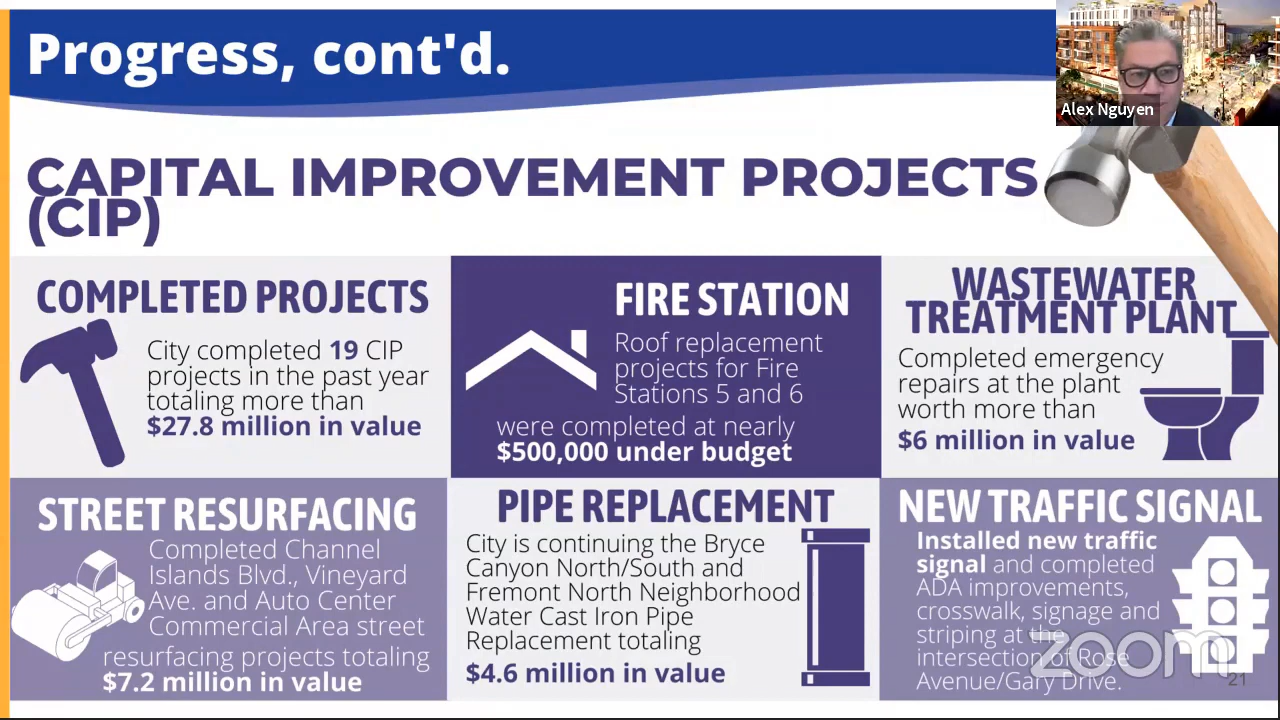 Progress, cont'd.
Alex Nguyen
CAPITAL IMPROVEMENT PROJECTS
(CIP)
COMPLETED PROJECTS
City completed 19 CIP
projects in the past year
totaling more than
$27.8 million in value
FIRE STATION
Roof replacement
projects for Fire
Stations 5 and 6
were completed at nearly
$500,000 under budget
WASTEWATER
TREATMENT PLANT
Completed emergency
repairs at the plant
worth more than
$6 million in value
STREET RESURFACING
Completed Channel
Islands Blvd., Vineyard
Ave. and Auto Center
Commercial Area street
resurfacing projects totaling
$7.2 million in value
PIPE REPLACEMENT
City is continuing the Bryce
Canyon North/South and
Fremont North Neighborhood
Water Cast Iron Pipe
Replacement totaling
$4.6 million in value
NEW TRAFFIC SIGNAL
Installed new traffic
signal and completed
ADA improvements,
crosswalk, signage and
striping at the
intersection of Rose
Avenue/Gary Drive.
zoom
21